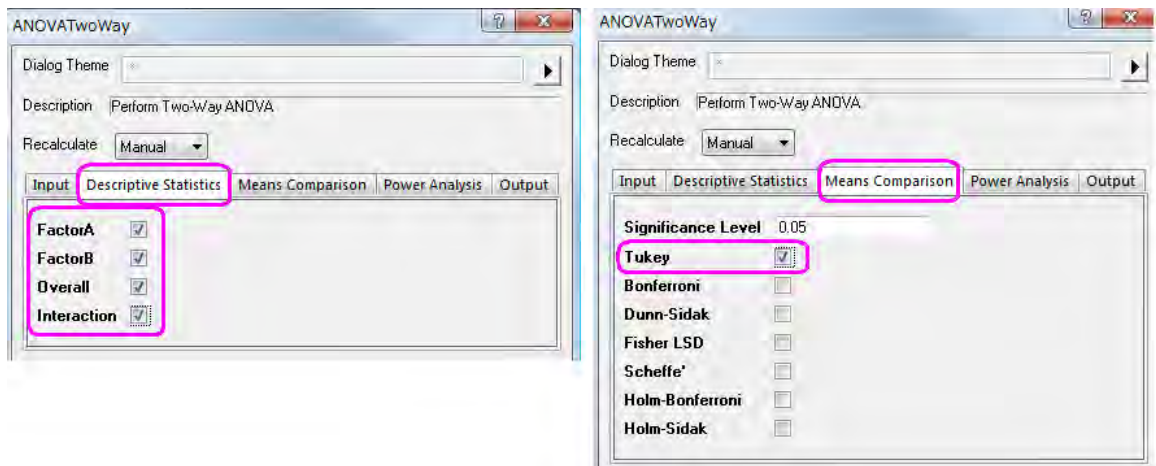 ANOVATwoWay
Dialog Theme *
Description Perform Two-Way ANOVA
Recalculate Manual
Input Descriptive Statistics Means Comparison Power Analysis Output
FactorA
FactorB
Overall
Interaction
ANOVATwoWay
Dialog Theme *
Description Perform Two-Way ANOVA
Recalculate Manual
Input Descriptive Statistics Means Comparison Power Analysis Output
Significance Level 0.05
Tukey
Bonferroni
Dunn-Sidak
Fisher LSD
Scheffe'
Holm-Bonferroni
Holm-Sidak